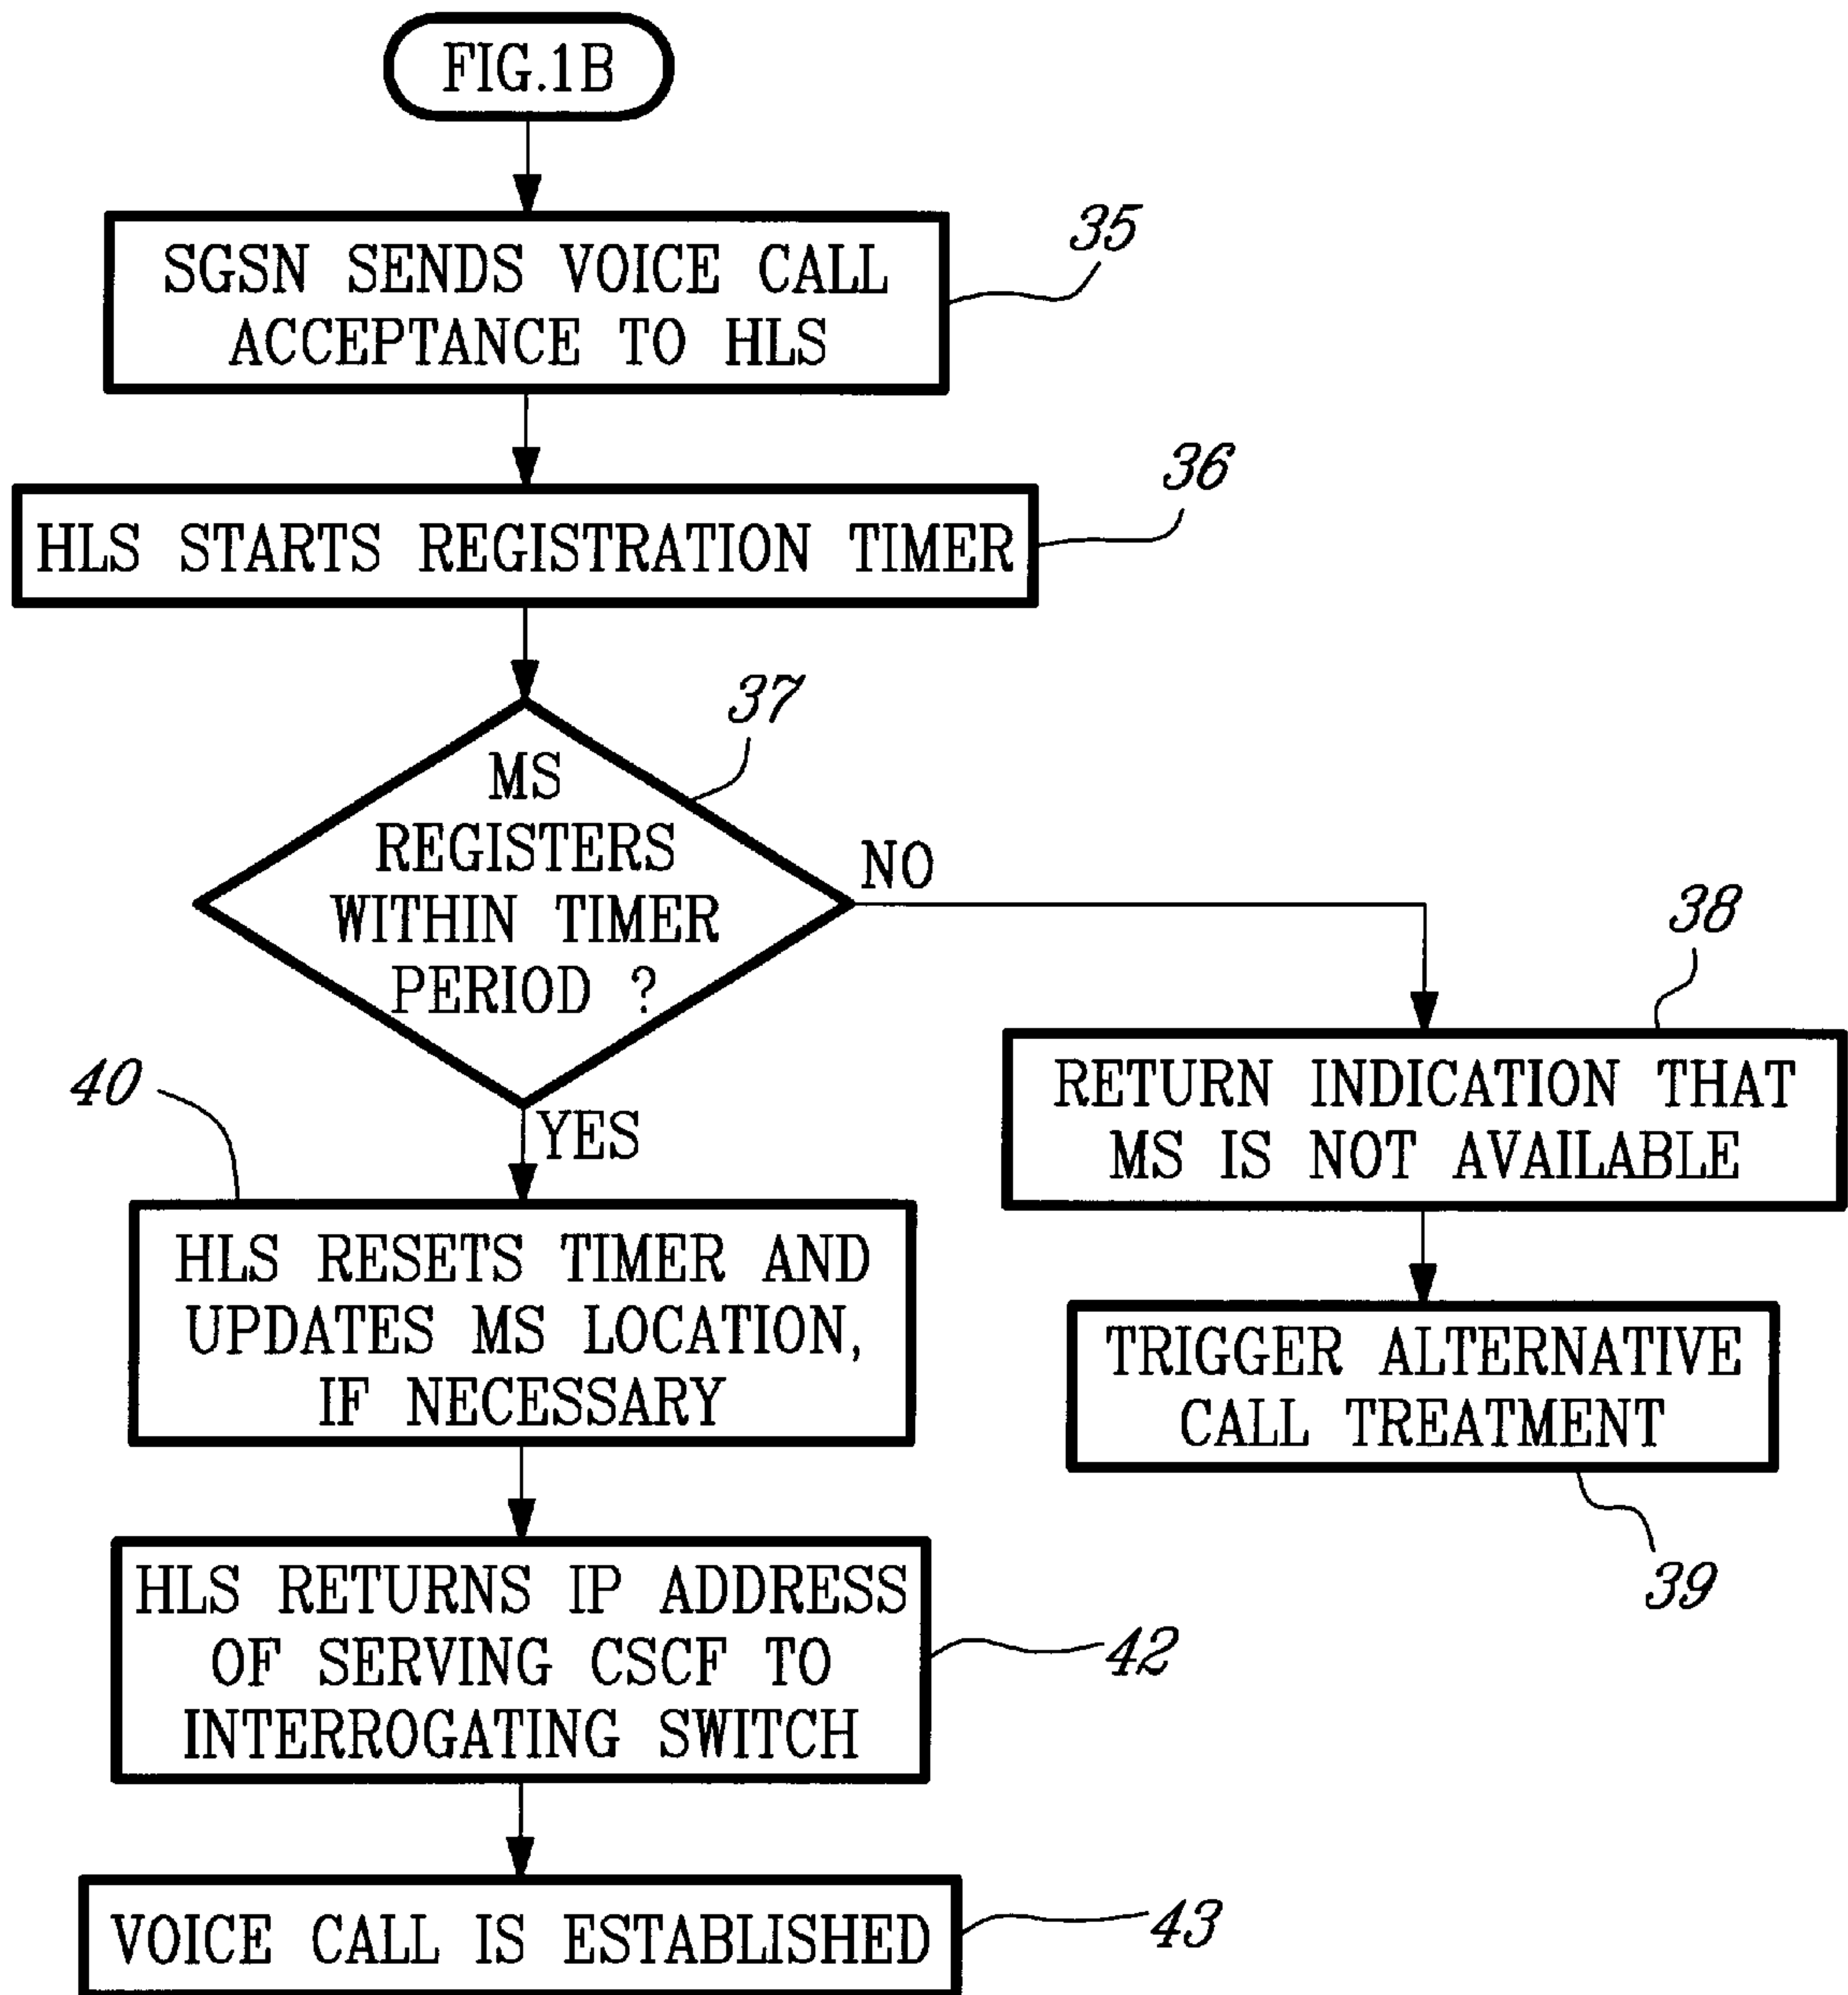 FIG.1B
SGSN SENDS VOICE CALL
ACCEPTANCE TO HLS
35
HLS STARTS REGISTRATION TIMER
36
MS
REGISTERS
WITHIN TIMER
PERIOD ?
37
NO
YES
38
RETURN INDICATION THAT
MS IS NOT AVAILABLE
TRIGGER ALTERNATIVE
CALL TREATMENT
39
40
HLS RESETS TIMER AND
UPDATES MS LOCATION,
IF NECESSARY
HLS RETURNS IP ADDRESS
OF SERVING CSCF TO
INTERROGATING SWITCH
42
VOICE CALL IS ESTABLISHED
43